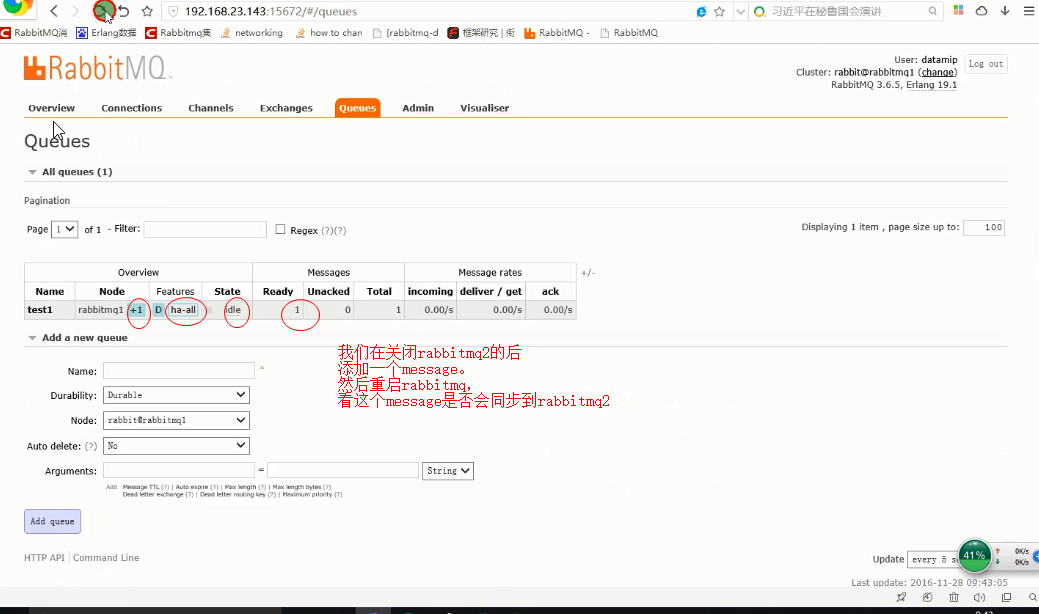 192.168.23.143:15672/#/queues
习近平在秘鲁国会演讲
RabbitMQ消 Erlang数据 Rabbitmq集 networking how to chan [rabbitmq-d 框架研究 | 衔 RabbitMQ - RabbitMQ
RabbitMQ
User: datamip
Log out
Cluster: rabbit@rabbitmq1 (change)
RabbitMQ 3.6.5, Erlang 19.1
Overview Connections Channels Exchanges Queues Admin Visualiser
Queues
All queues (1)
Pagination
Page 1 of 1 - Filter: Regex (?)(?)
Displaying 1 item , page size up to: 100
Overview Messages Message rates +/-
Name Node Features State Ready Unacked Total incoming deliver / get ack
test1 rabbitmq1 +1 D ha-all idle 1 0 1 0.00/s 0.00/s 0.00/s
Add a new queue
我们在关闭rabbitmq2的后
添加一个message。
然后重启rabbitmq,
看这个message是否会同步到rabbitmq2
Name: *
Durability: Durable
Node: rabbit@rabbitmq1
Auto delete: (?) No
Arguments: = String
Add Message TTL (?) | Auto expire (?) | Max length (?) | Max length bytes (?)
Dead letter exchange (?) | Dead letter routing key (?) | Maximum priority (?)
Add queue
HTTP API Command Line
Update every 5 s
41%
0K/s
0K/s
Last update: 2016-11-28 09:43:05